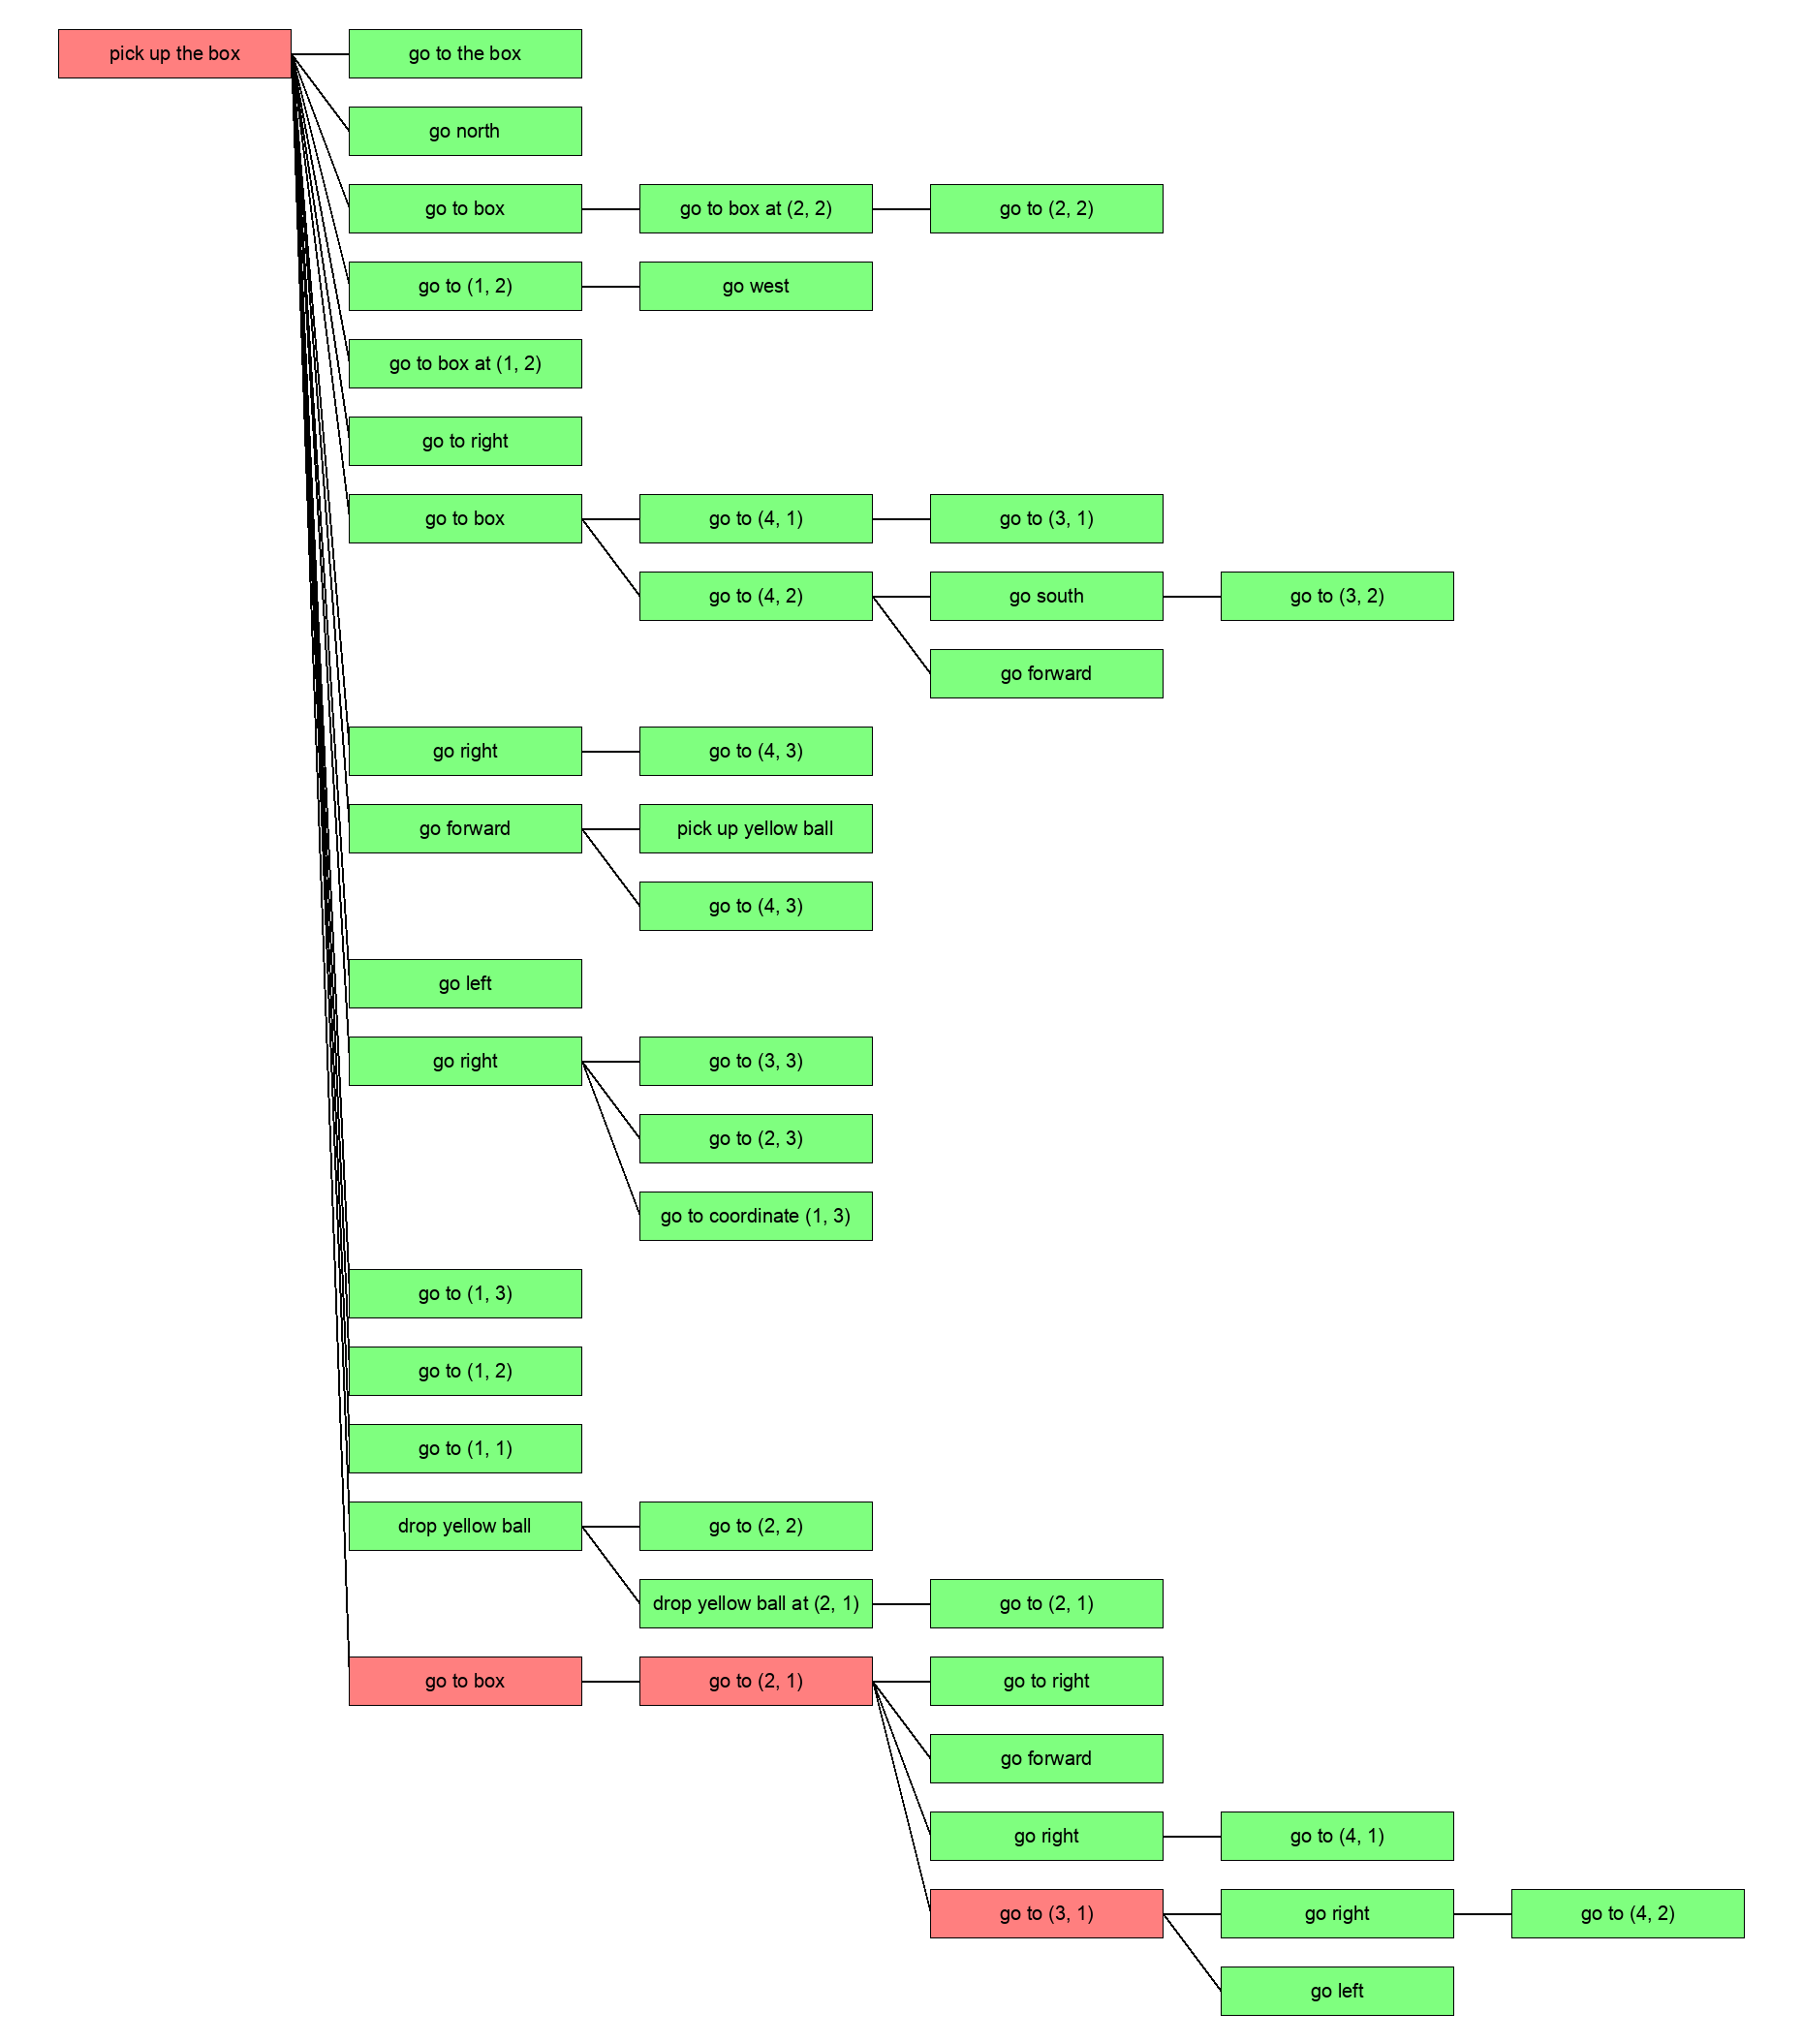 pick up the box
go to the box
go north
go to box
go to box at (2, 2)
go to (2, 2)
go to (1, 2)
go west
go to box at (1, 2)
go to right
go to box
go to (4, 1)
go to (3, 1)
go to (4, 2)
go south
go to (3, 2)
go forward
go right
go to (4, 3)
go forward
pick up yellow ball
go to (4, 3)
go left
go right
go to (3, 3)
go to (2, 3)
go to coordinate (1, 3)
go to (1, 3)
go to (1, 2)
go to (1, 1)
drop yellow ball
go to (2, 2)
drop yellow ball at (2, 1)
go to (2, 1)
go to box
go to (2, 1)
go to right
go forward
go right
go to (4, 1)
go to (3, 1)
go right
go to (4, 2)
go left